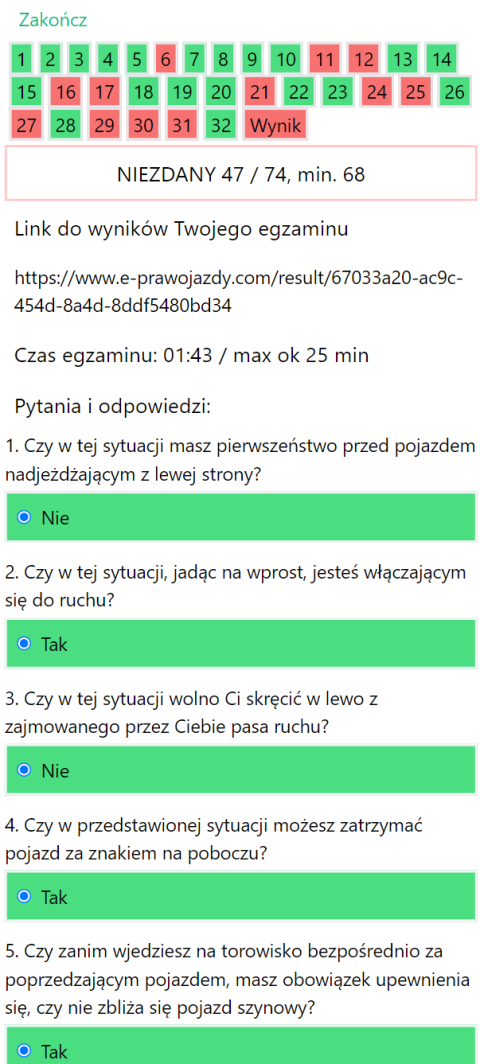 Zakończ
1 2 3 4 5 6 7 8 9 10 11 12 13 14
15 16 17 18 19 20 21 22 23 24 25 26
27 28 29 30 31 32 Wynik
NIEZDANY 47 / 74, min. 68
Link do wyników Twojego egzaminu
https://www.e-prawojazdy.com/result/67033a20-ac9c-
454d-8a4d-8ddf5480bd34
Czas egzaminu: 01:43 / max ok 25 min
Pytania i odpowiedzi:
1. Czy w tej sytuacji masz pierwszeństwo przed pojazdem
nadjeżdżającym z lewej strony?
Nie
2. Czy w tej sytuacji, jadąc na wprost, jesteś włączającym
się do ruchu?
Tak
3. Czy w tej sytuacji wolno Ci skręcić w lewo z
zajmowanego przez Ciebie pasa ruchu?
Nie
4. Czy w przedstawionej sytuacji możesz zatrzymać
pojazd za znakiem na poboczu?
Tak
5. Czy zanim wjedziesz na torowisko bezpośrednio za
poprzedzającym pojazdem, masz obowiązek upewnienia
się, czy nie zbliża się pojazd szynowy?
Tak